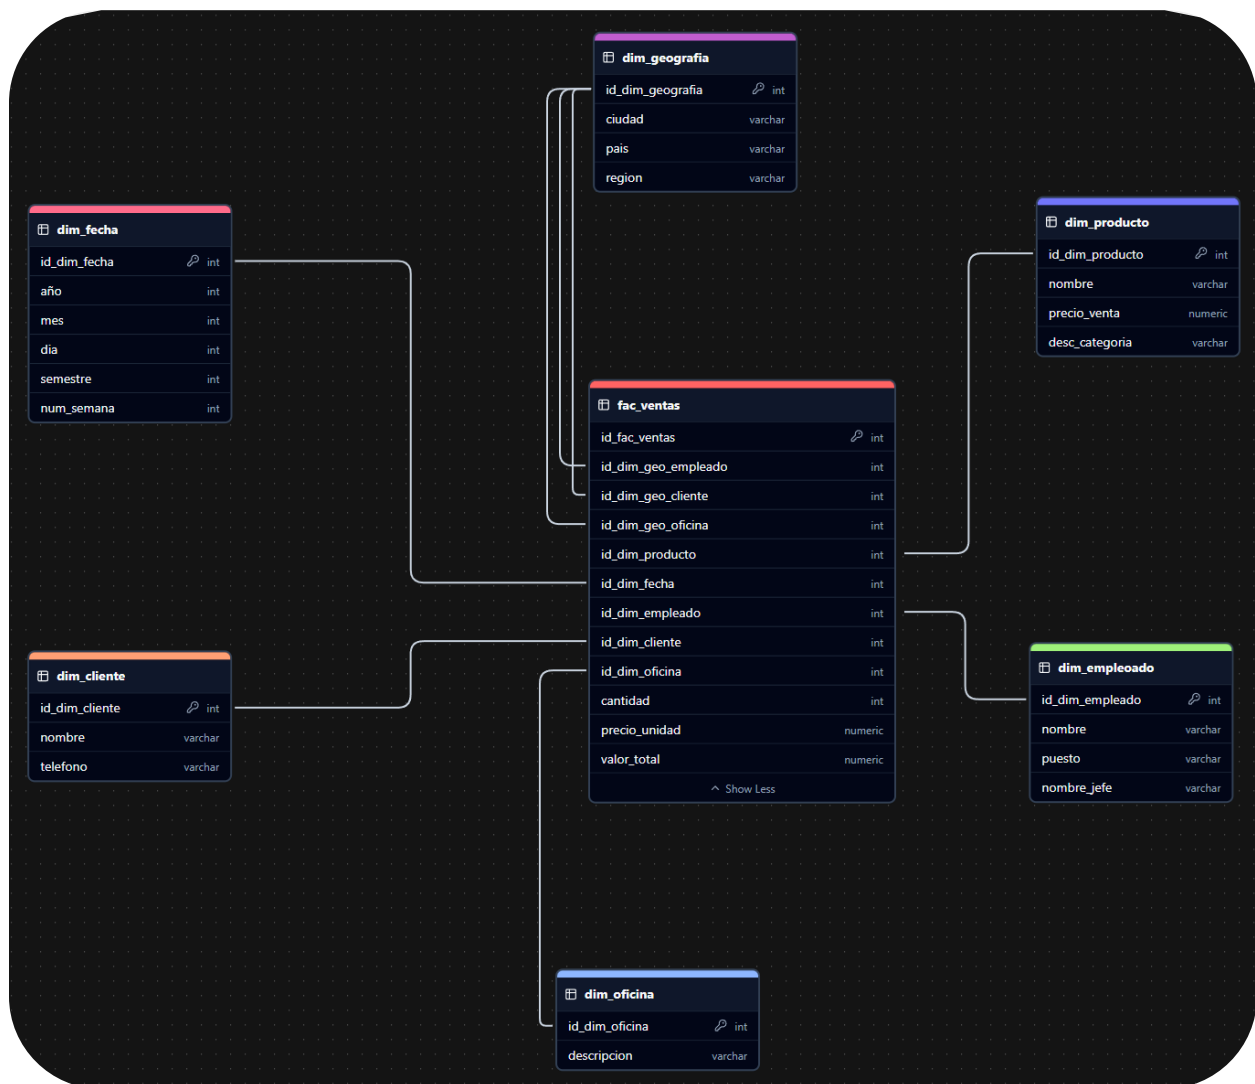 dim_geografia
id_dim_geografia int
ciudad varchar
pais varchar
region varchar
dim_fecha
id_dim_fecha int
año int
mes int
dia int
semestre int
num_semana int
dim_producto
id_dim_producto int
nombre varchar
precio_venta numeric
desc_categoria varchar
fac_ventas
id_fac_ventas int
id_dim_geo_empleado int
id_dim_geo_cliente int
id_dim_geo_oficina int
id_dim_producto int
id_dim_fecha int
id_dim_empleado int
id_dim_cliente int
id_dim_oficina int
cantidad int
precio_unidad numeric
valor_total numeric
Show Less
dim_cliente
id_dim_cliente int
nombre varchar
telefono varchar
dim_empleoado
id_dim_empleado int
nombre varchar
puesto varchar
nombre_jefe varchar
dim_oficina
id_dim_oficina int
descripcion varchar